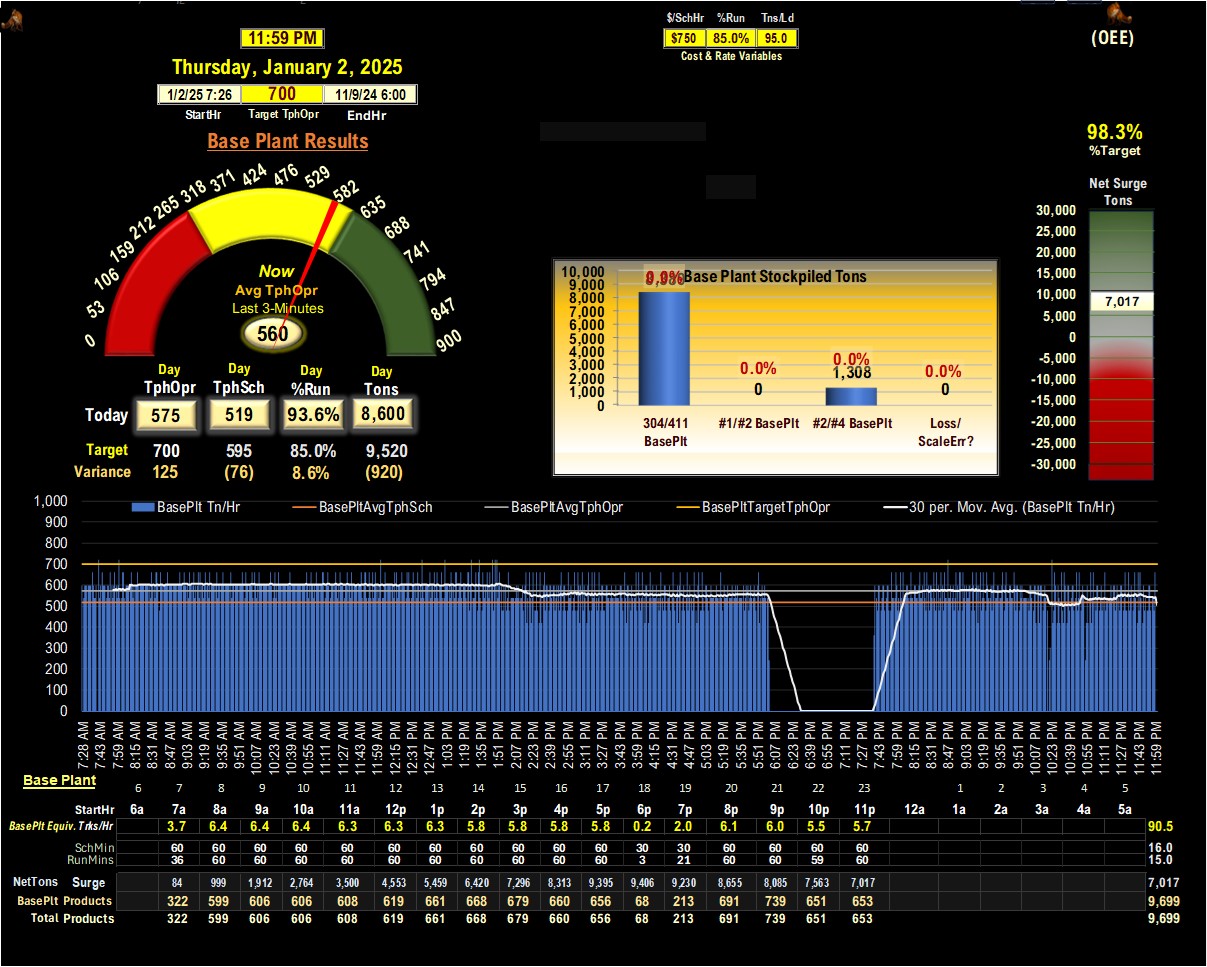 $/SchHr %Run Tns/Ld
11:59 PM
$750 85.0% 95.0
(OEE)
Cost & Rate Variables
Thursday, January 2, 2025
1/2/25 7:26 700 11/9/24 6:00
StartHr Target TphOpr EndHr
Base Plant Results
98.3%
%Target
Net Surge
Tons
0 53 106 159 212 265 318 371 424 476 529 582 635 688 741 794 847 900
Now
Avg TphOpr
Last 3-Minutes
560
Day Day Day Day
TphOpr TphSch %Run Tons
Today 575 519 93.6% 8,600
Target 700 595 85.0% 9,520
Variance 125 (76) 8.6% (920)
Base Plant Stockpiled Tons
10,000
9,000
8,000
7,000
6,000
5,000
4,000
3,000
2,000
1,000
0
0.0% 0.0% 0.0%
0 1,308 0
304/411 BasePlt
#1/#2 BasePlt
#2/#4 BasePlt
Loss/ ScaleErr?
30,000
25,000
20,000
15,000
10,000
7,017
5,000
0
-5,000
-10,000
-15,000
-20,000
-25,000
-30,000
BasePlt Tn/Hr BasePltAvgTphSch BasePltAvgTphOpr BasePltTargetTphOpr 30 per. Mov. Avg. (BasePlt Tn/Hr)
1,000
900
800
700
600
500
400
300
200
100
0
7:28 AM 7:43 AM 7:59 AM 8:15 AM 8:31 AM 8:47 AM 9:03 AM 9:19 AM 9:35 AM 9:51 AM 10:07 AM 10:23 AM 10:39 AM 10:55 AM 11:11 AM 11:27 AM 11:43 AM 11:59 AM 12:15 PM 12:31 PM 12:47 PM 1:03 PM 1:19 PM 1:35 PM 1:51 PM 2:07 PM 2:23 PM 2:39 PM 2:55 PM 3:11 PM 3:27 PM 3:43 PM 3:59 PM 4:15 PM 4:31 PM 4:47 PM 5:03 PM 5:19 PM 5:35 PM 5:51 PM 6:07 PM 6:23 PM 6:39 PM 6:55 PM 7:11 PM 7:27 PM 7:43 PM 7:59 PM 8:15 PM 8:31 PM 8:47 PM 9:03 PM 9:19 PM 9:35 PM 9:51 PM 10:07 PM 10:23 PM 10:39 PM 10:55 PM 11:11 PM 11:27 PM 11:43 PM 11:59 PM
Base Plant
6 7 8 9 10 11 12 13 14 15 16 17 18 19 20 21 22 23 1 2 3 4 5
StartHr 6a 7a 8a 9a 10a 11a 12p 1p 2p 3p 4p 5p 6p 7p 8p 9p 10p 11p 12a 1a 2a 3a 4a 5a
BasePlt Equiv. Trks/Hr 3.7 6.4 6.4 6.4 6.3 6.3 6.3 5.8 5.8 5.8 5.8 0.2 2.0 6.1 6.0 5.5 5.7 90.5
SchMin 60 60 60 60 60 60 60 60 60 60 60 30 30 60 60 60 60 16.0
RunMins 36 60 60 60 60 60 60 60 60 60 60 3 21 60 60 59 60 15.0
NetTons Surge 84 999 1,912 2,764 3,500 4,553 5,459 6,420 7,296 8,313 9,395 9,406 9,230 8,655 8,085 7,563 7,017 7,017
BasePlt Products 322 599 606 606 608 619 661 668 679 660 656 68 213 691 739 651 653 9,699
Total Products 322 599 606 606 608 619 661 668 679 660 656 68 213 691 739 651 653 9,699